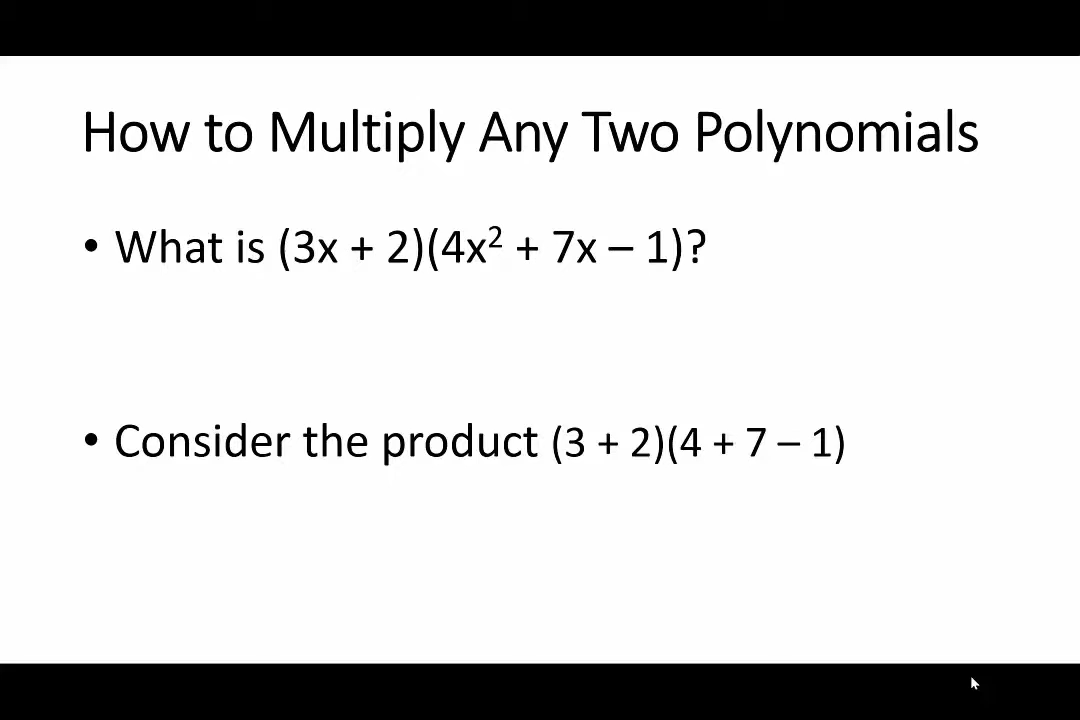 How to Multiply Any Two Polynomials
• What is (3x + 2)(4x² + 7x – 1)?
• Consider the product (3 + 2)(4 + 7 – 1)